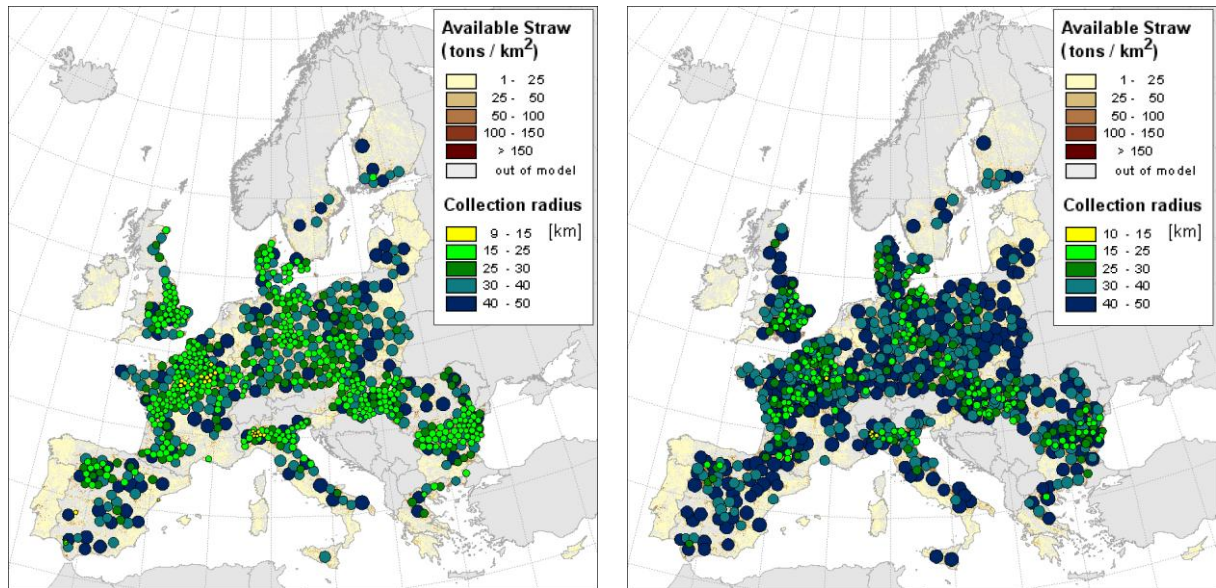 Available Straw
(tons / km2)
1 - 25
25 - 50
50 - 100
100 - 150
> 150
out of model
Collection radius
[km]
9 - 15
15 - 25
25 - 30
30 - 40
40 - 50
Available Straw
(tons / km2)
1 - 25
25 - 50
50 - 100
100 - 150
> 150
out of model
Collection radius
[km]
10 - 15
15 - 25
25 - 30
30 - 40
40 - 50